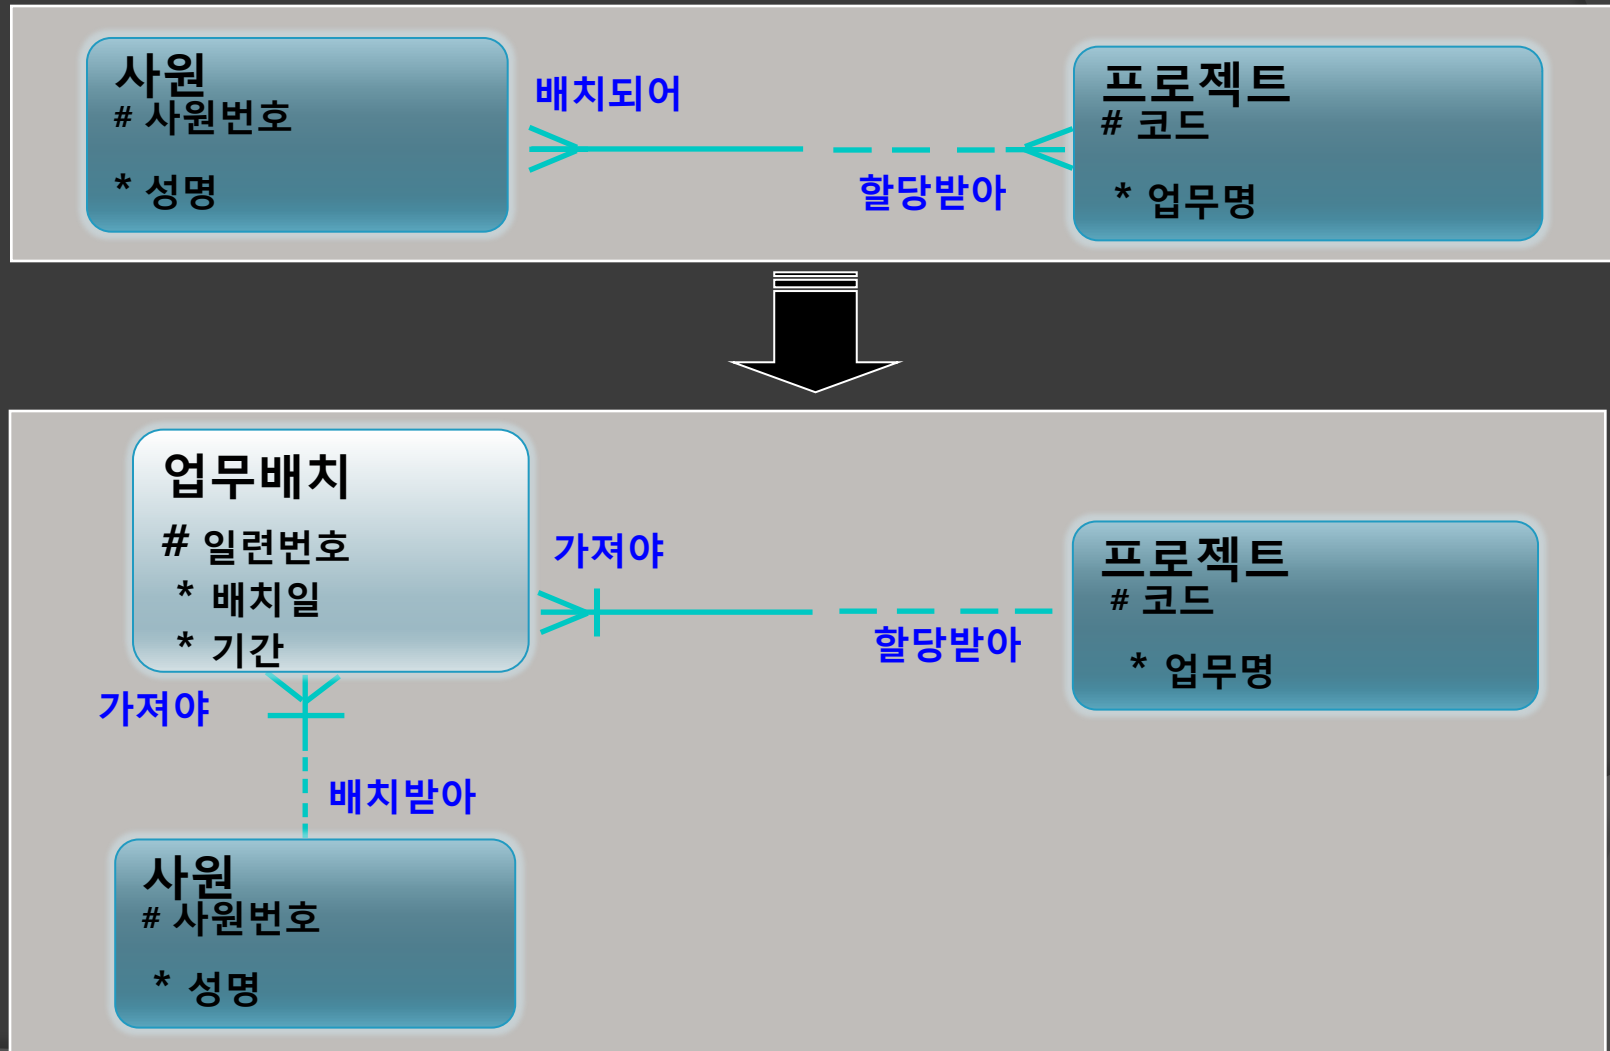 사원
# 사원번호
* 성명
배치되어
할당받아
프로젝트
# 코드
* 업무명
업무배치
# 일련번호
* 배치일
* 기간
가져야
할당받아
프로젝트
# 코드
* 업무명
가져야
배치받아
사원
# 사원번호
* 성명